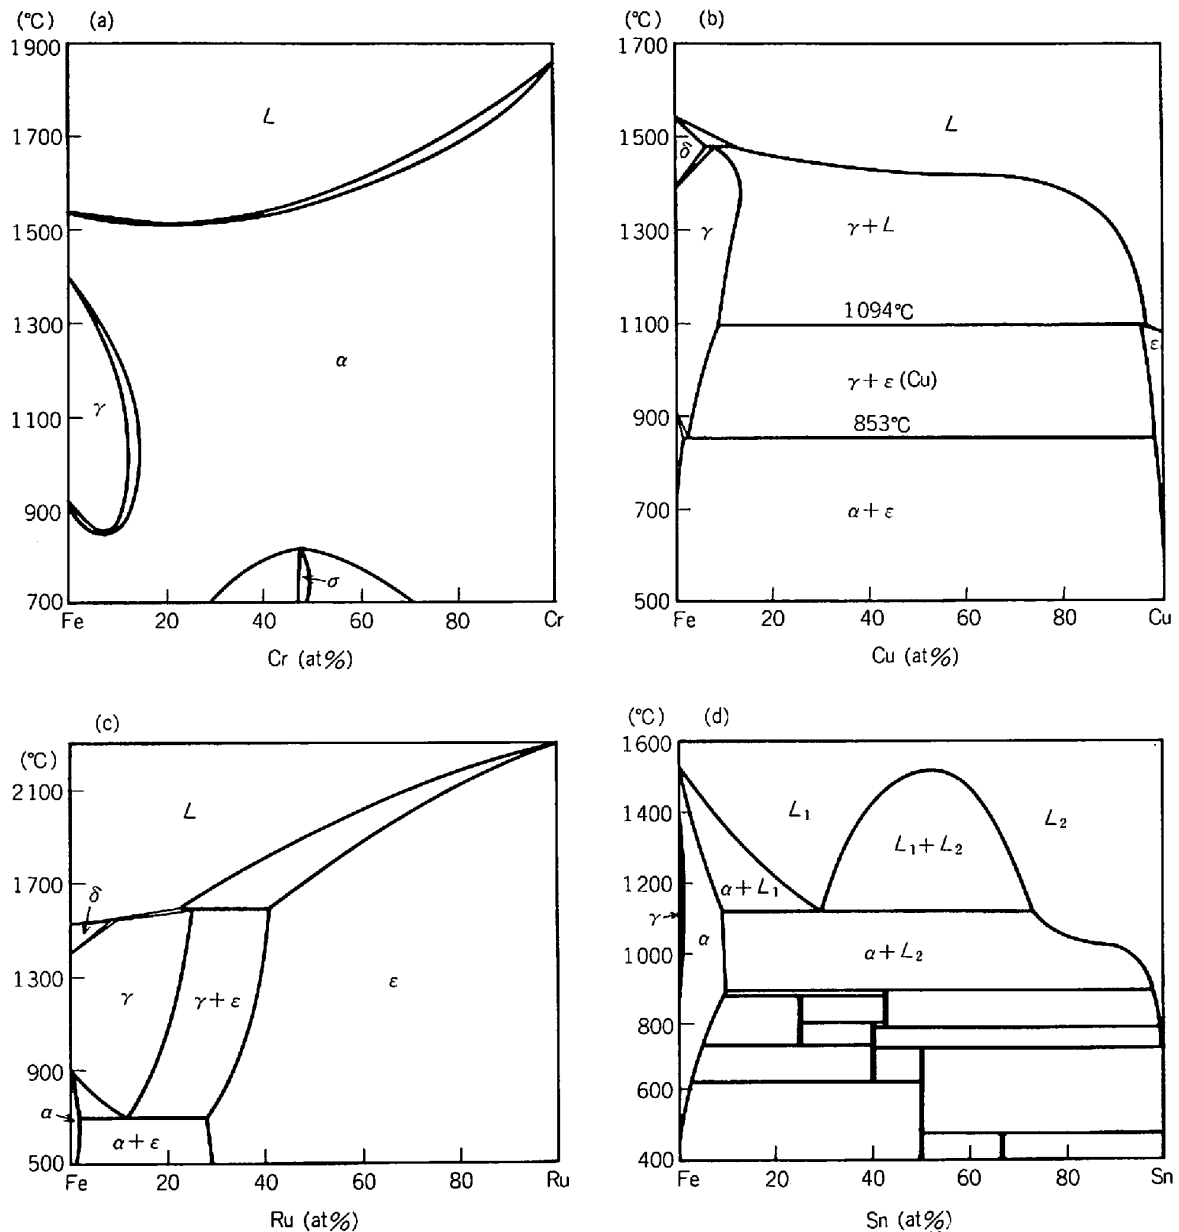 (°C) (a)
1900
1700
1500
1300
1100
900
700
L
γ
α
σ
Fe 20 40 60 80 Cr
Cr (at%)
(°C) (b)
1700
1500
1300
1100
900
700
500
L
δ
γ
γ+L
1094°C
ε
γ+ε(Cu)
853°C
α+ε
Fe 20 40 60 80 Cu
Cu (at%)
(c)
(°C)
2100
1700
1300
900
500
L
δ
γ
γ+ε
ε
α
α+ε
Fe 20 40 60 80 Ru
Ru (at%)
(°C) (d)
1600
1400
1200
1000
800
600
400
L₁
L₂
L₁+L₂
α+L₁
γ
α
α+L₂
Fe 20 40 60 80 Sn
Sn (at%)